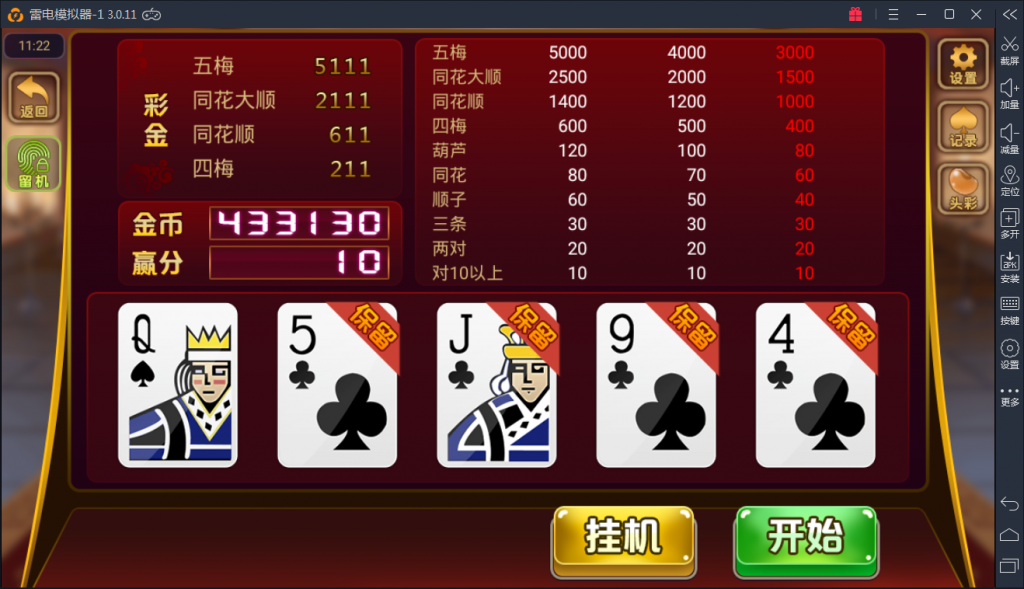 雷电模拟器-1 3.0.11
11:22
返回
留机
彩金
五梅 5111
同花大顺 2111
同花顺 611
四梅 211
金币 433130
赢分 10
五梅 5000 4000 3000
同花大顺 2500 2000 1500
同花顺 1400 1200 1000
四梅 600 500 400
葫芦 120 100 80
同花 80 70 60
顺子 60 50 40
三条 30 30 30
两对 20 20 20
对10以上 10 10 10
设置
记录
头彩
Q
5 保留
J 保留
9 保留
4 保留
挂机
开始
截屏
加量
减量
定位
多开
APK
安装
按键
设置
更多